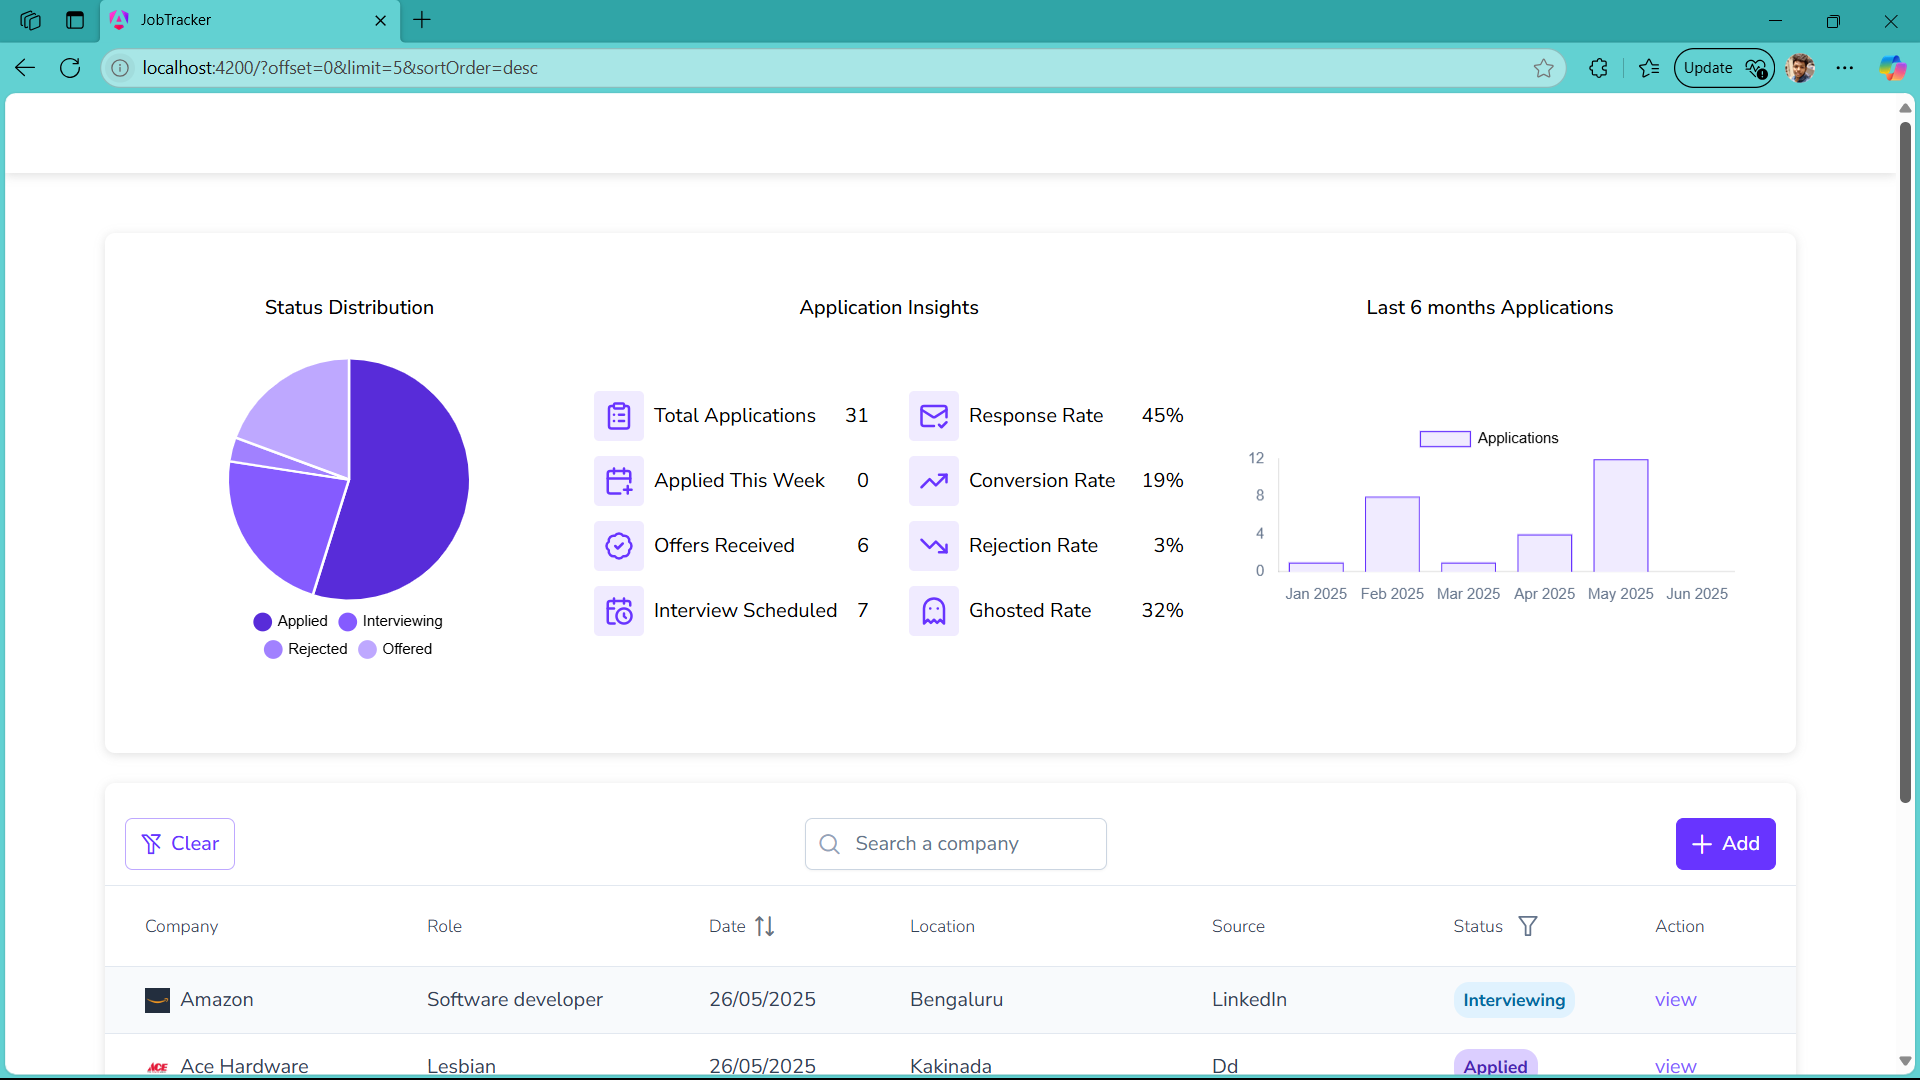 JobTracker
localhost:4200/?offset=0&limit=5&sortOrder=desc
Update
Status Distribution
Application Insights
Last 6 months Applications
Total Applications 31
Response Rate 45%
Applied This Week 0
Conversion Rate 19%
Offers Received 6
Rejection Rate 3%
Interview Scheduled 7
Ghosted Rate 32%
Applied Interviewing
Rejected Offered
Applications
12
8
4
0
Jan 2025 Feb 2025 Mar 2025 Apr 2025 May 2025 Jun 2025
Clear
Search a company
Add
Company Role Date Location Source Status Action
Amazon Software developer 26/05/2025 Bengaluru LinkedIn Interviewing view
ACE Ace Hardware Lesbian 26/05/2025 Kakinada Dd Applied view